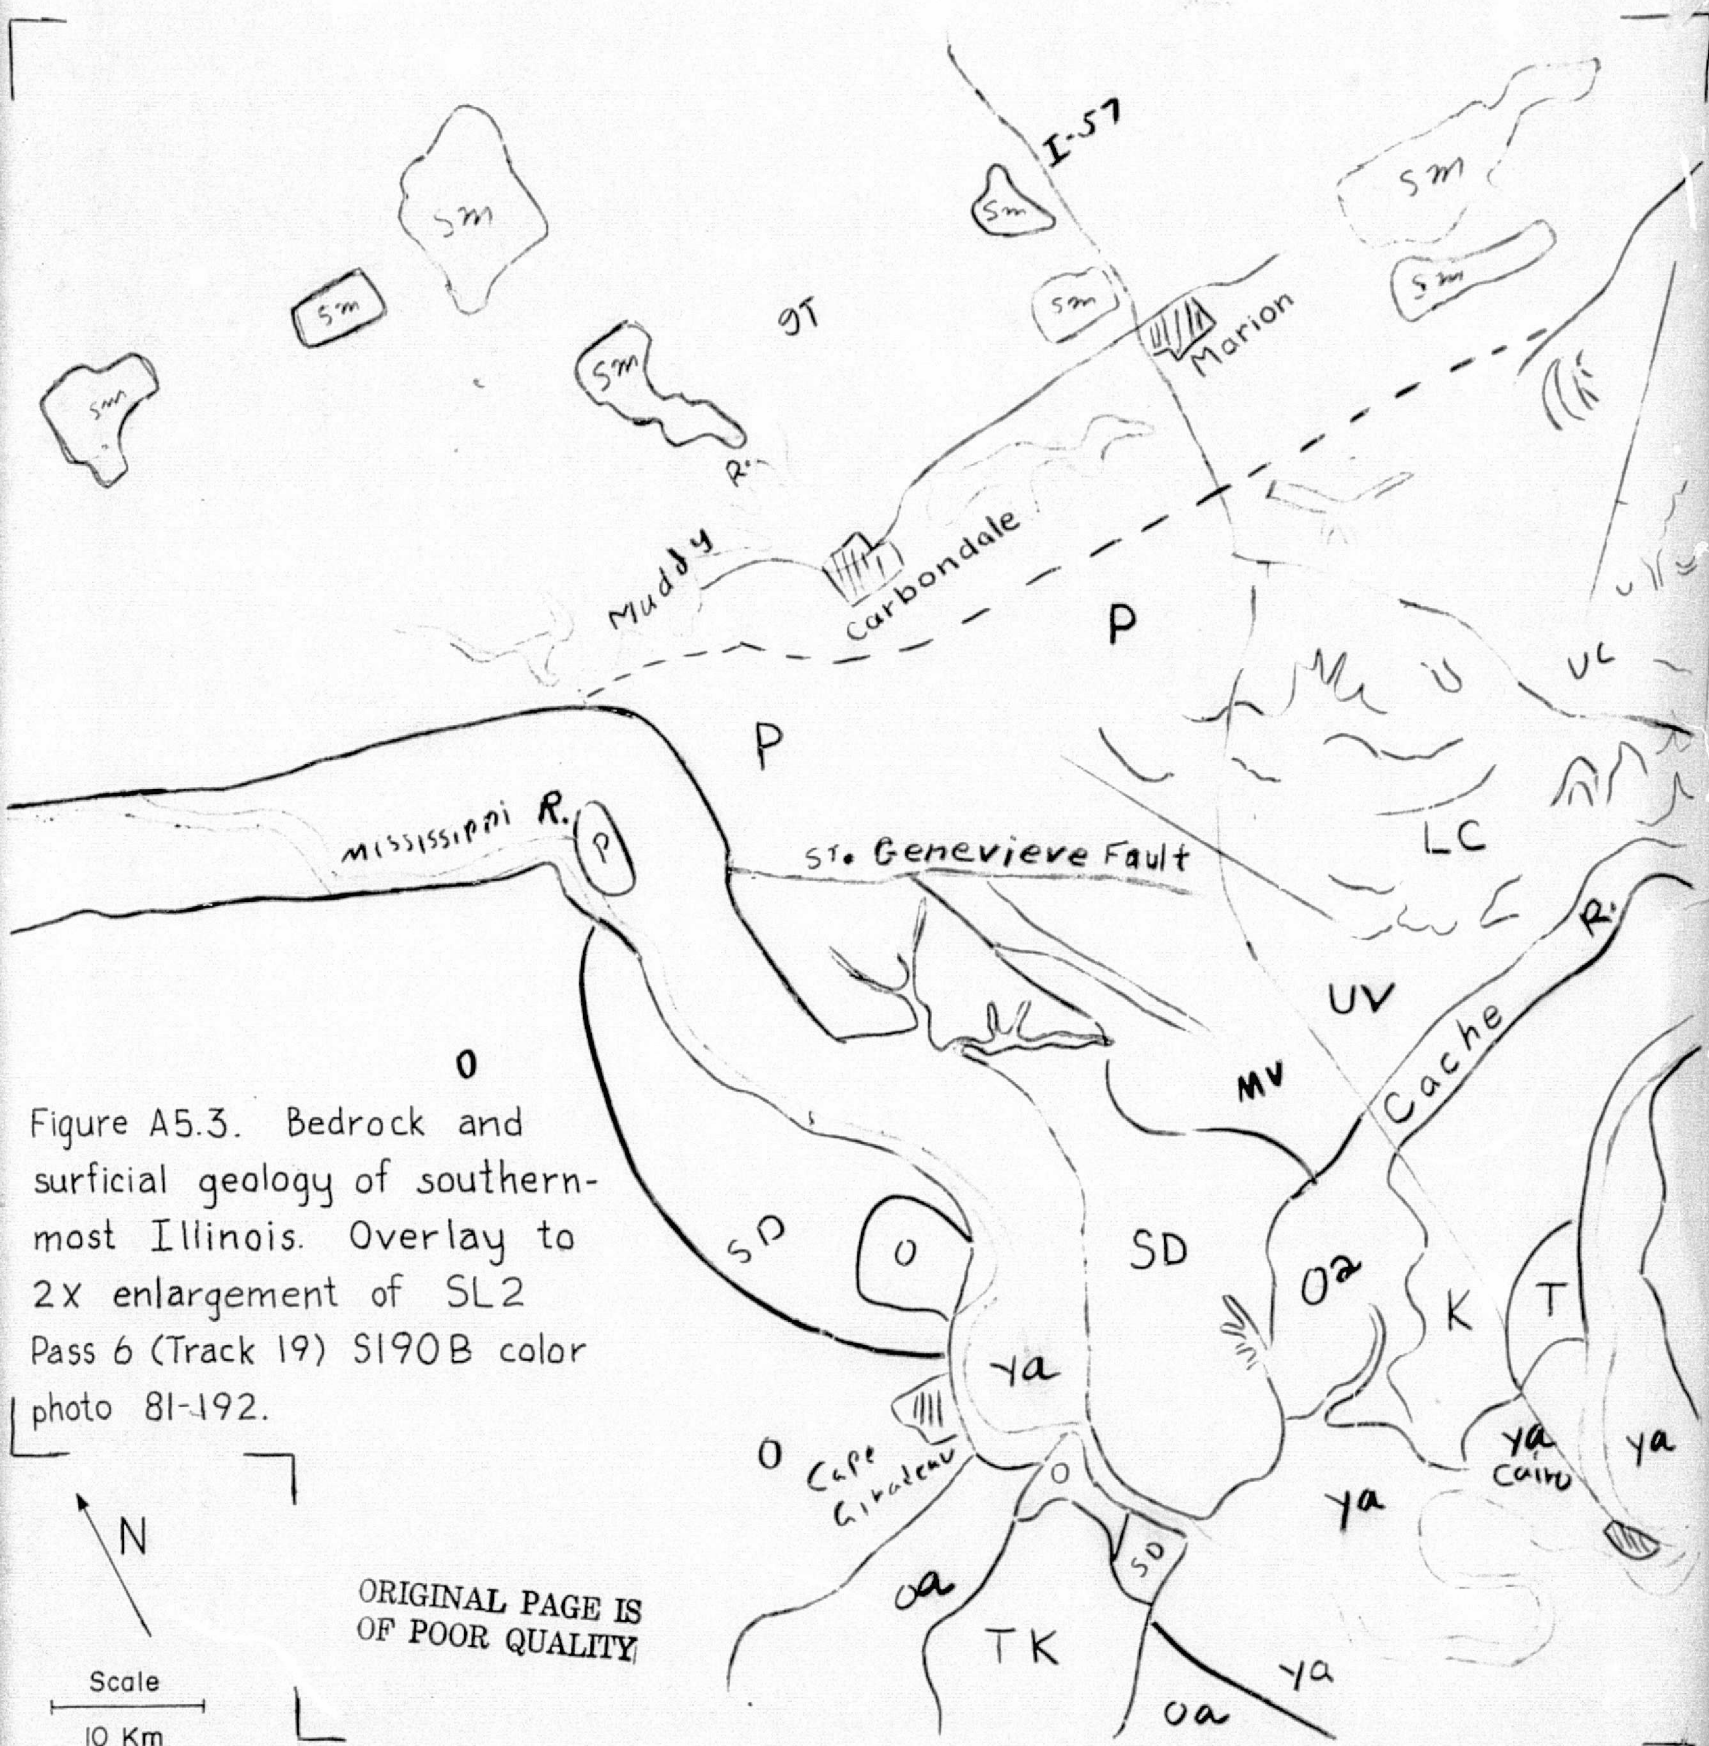 I-57
Sm
Sm
Sm
Sm
Sm
Sm
gT
Sm
Marion
Sm
Sm
R.
Muddy
Carbondale
P
UC
P
Mississippi R.
P
LC
ST. Genevieve Fault
R.
UV
Cache
MV
O
Figure A5.3. Bedrock and
surficial geology of southern-
most Illinois. Overlay to
2X enlargement of SL2
Pass 6 (Track 19) S190B color
photo 81-192.
SD
O
SD
Oa
K
T
ya
O
Cape
Girardeau
O
ya
ya
Cairo
ya
N
SD
oa
TK
ya
oa
ORIGINAL PAGE IS
OF POOR QUALITY
Scale
10 Km